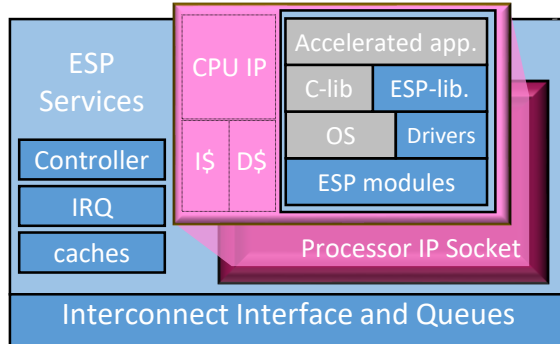 ESP
Services
Controller
IRQ
caches
CPU IP
I$ D$
Accelerated app.
C-lib ESP-lib.
OS Drivers
ESP modules
Processor IP Socket
Interconnect Interface and Queues